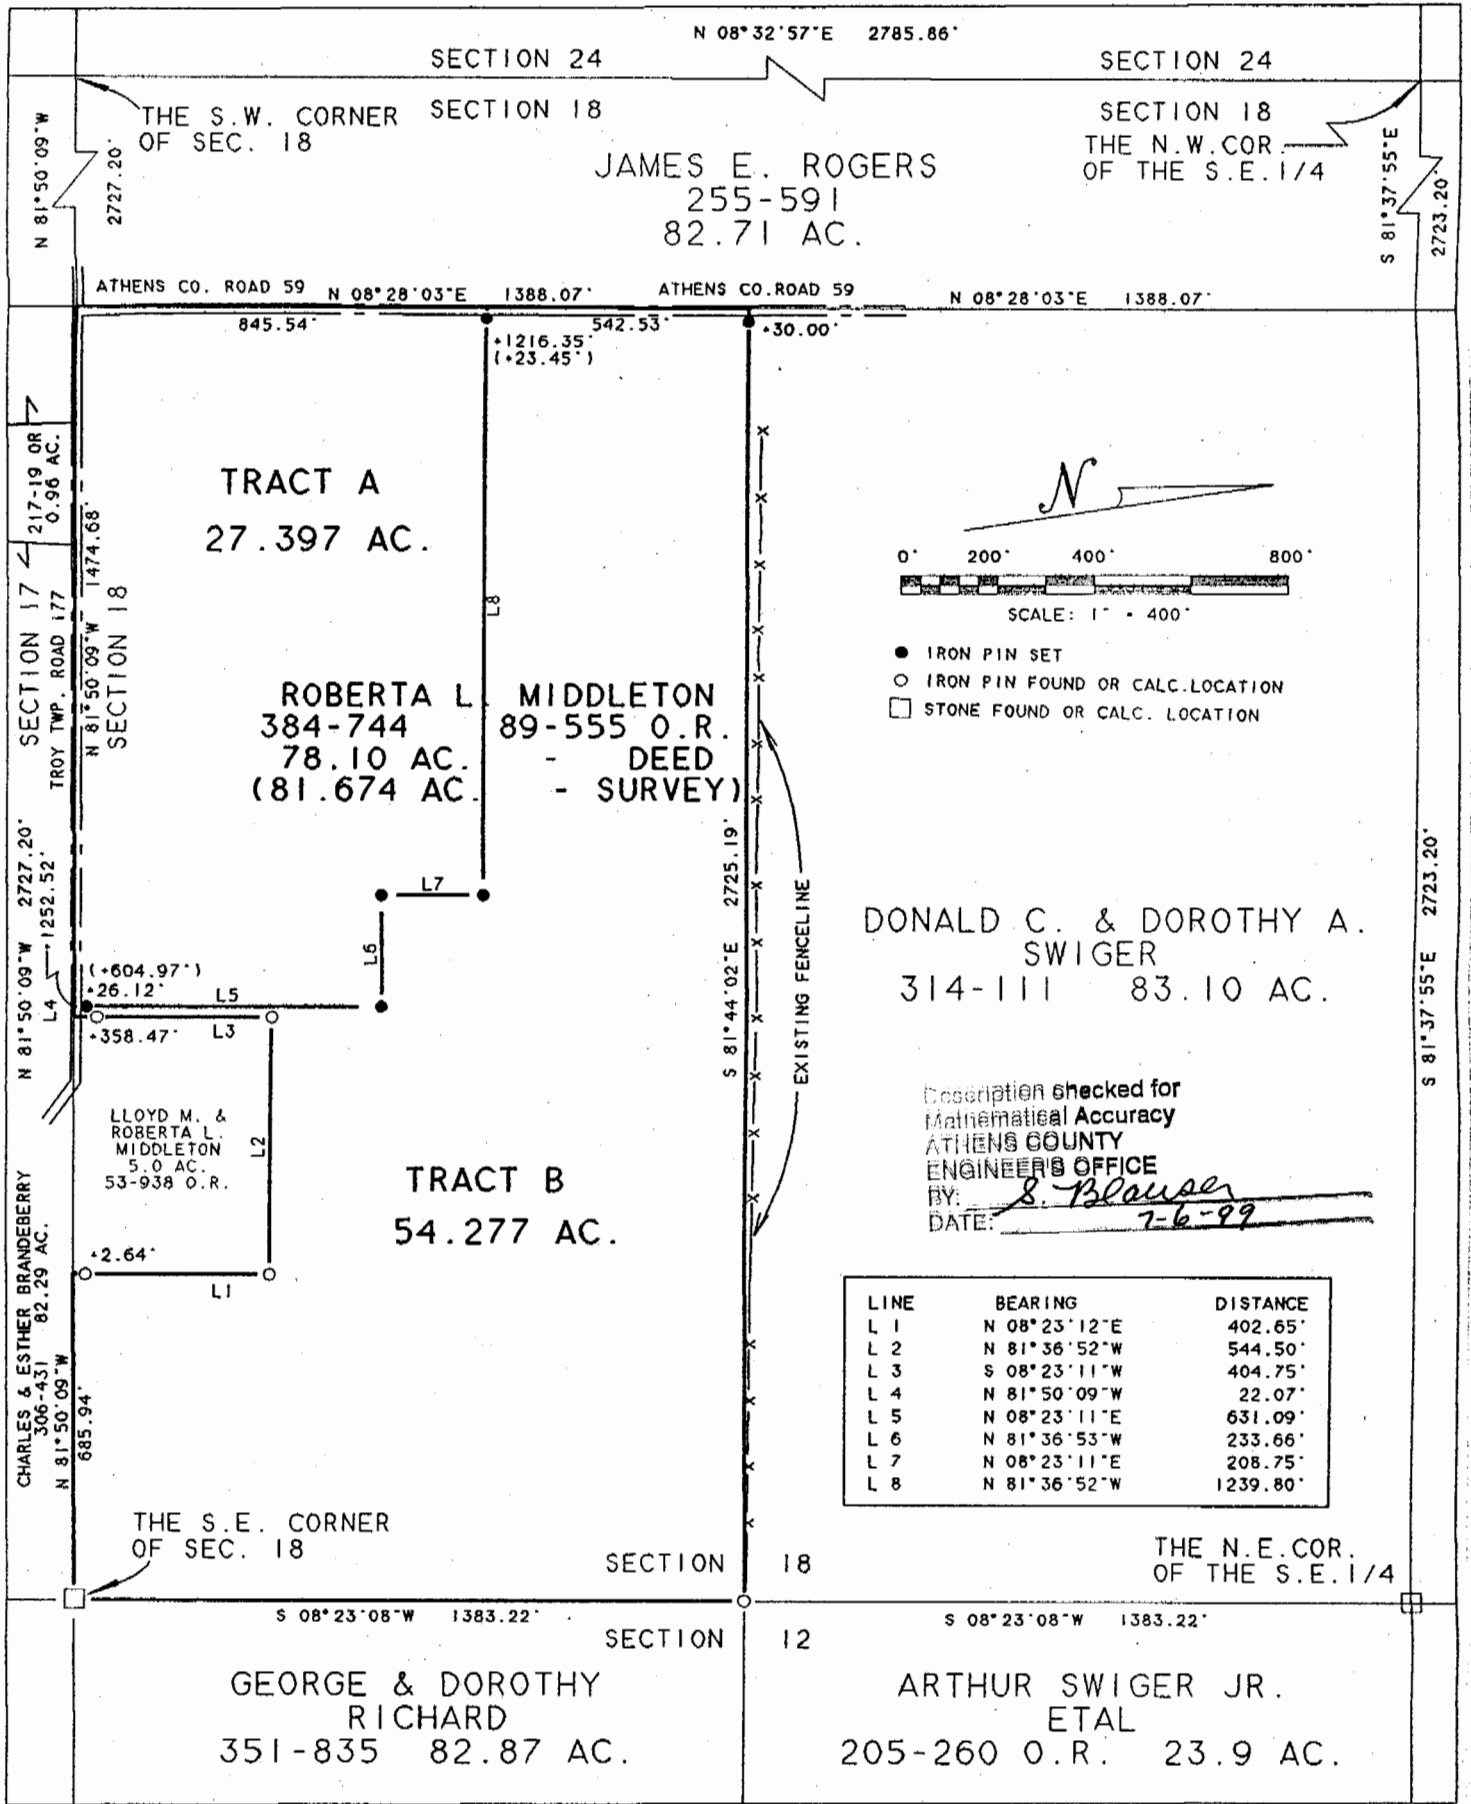 N 08°32'57"E 2785.86'
SECTION 24
SECTION 24
THE S.W. CORNER
OF SEC. 18
SECTION 18
SECTION 18
THE N.W.COR.
OF THE S.E.1/4
N 81°50'09"W
2727.20'
JAMES E. ROGERS
255-591
82.71 AC.
S 81°37'55"E
2723.20'
ATHENS CO. ROAD 59
N 08°28'03"E 1388.07'
ATHENS CO.ROAD 59
N 08°28'03"E 1388.07'
845.54'
542.53'
+30.00'
+1216.35'
(+23.45')
217-19 OR
0.96 AC.
TRACT A
27.397 AC.
N
0' 200' 400' 800'
SCALE: 1" - 400'
IRON PIN SET
IRON PIN FOUND OR CALC.LOCATION
STONE FOUND OR CALC. LOCATION
SECTION 17
TROY TWP. ROAD 177
N 81°50'09"W 1474.68'
SECTION 18
L8
ROBERTA L. MIDDLETON
384-744 89-555 O.R.
78.10 AC. - DEED
(81.674 AC. - SURVEY)
S 81°44'02"E 2725.19'
EXISTING FENCELINE
N 81°50'09"W 2727.20'
1252.52'
L4
L7
L6
(+604.97')
+26.12'
L5
+358.47'
L3
DONALD C. & DOROTHY A.
SWIGER
314-111 83.10 AC.
S 81°37'55"E 2723.20'
LLOYD M. &
ROBERTA L.
MIDDLETON
5.0 AC.
53-938 O.R.
L2
Description checked for
Mathematical Accuracy
ATHENS COUNTY
ENGINEER'S OFFICE
BY: S. Blauser
DATE: 7-6-99
TRACT B
54.277 AC.
+2.64'
L1
CHARLES & ESTHER BRANDEBERRY
306-431 82.29 AC.
N 81°50'09"W
685.94'
LINE BEARING DISTANCE
L 1 N 08°23'12"E 402.65'
L 2 N 81°36'52"W 544.50'
L 3 S 08°23'11"W 404.75'
L 4 N 81°50'09"W 22.07'
L 5 N 08°23'11"E 631.09'
L 6 N 81°36'53"W 233.66'
L 7 N 08°23'11"E 208.75'
L 8 N 81°36'52"W 1239.80'
THE S.E. CORNER
OF SEC. 18
SECTION 18
THE N.E.COR.
OF THE S.E.1/4
S 08°23'08"W 1383.22'
S 08°23'08"W 1383.22'
SECTION 12
GEORGE & DOROTHY
RICHARD
351-835 82.87 AC.
ARTHUR SWIGER JR.
ETAL
205-260 O.R. 23.9 AC.